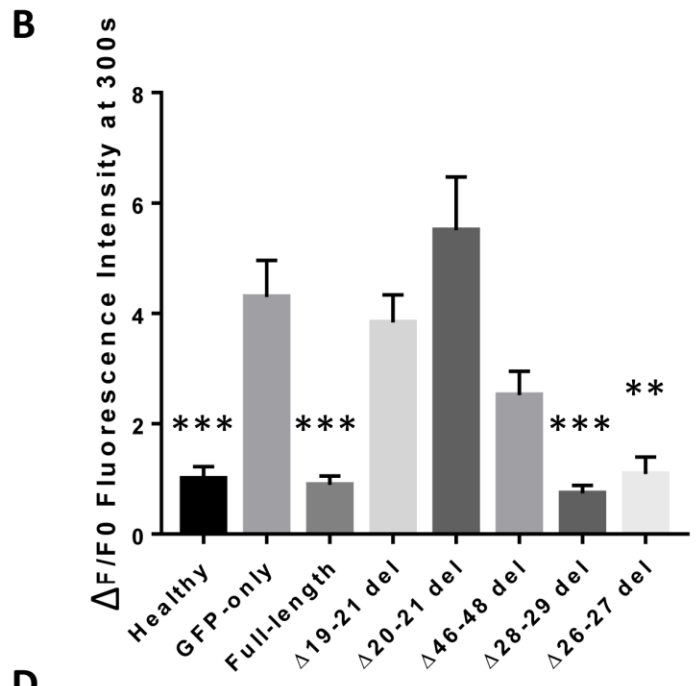 B
ΔF/F0 Fluorescence Intensity at 300s
8
6
4
2
0
***
***
***
**
Healthy
GFP-only
Full-length
Δ19-21 del
Δ20-21 del
Δ46-48 del
Δ28-29 del
Δ26-27 del
D